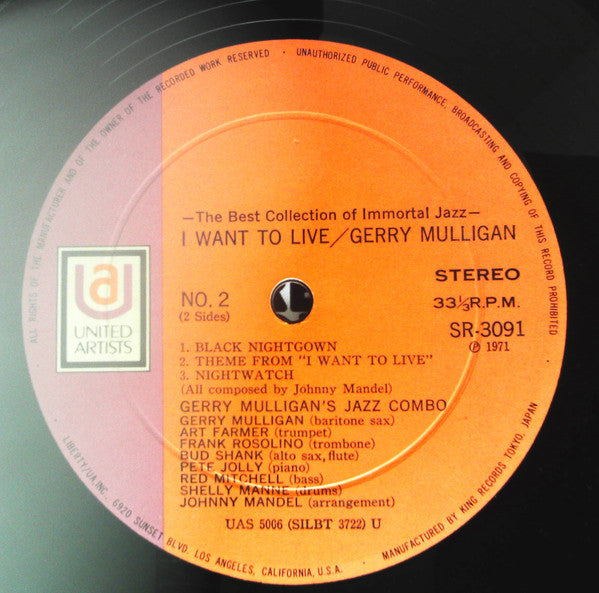 ALL RIGHTS OF THE MANUFACTURER AND OF THE OWNER OF THE RECORDED WORK RESERVED · UNAUTHORIZED PUBLIC PERFORMANCE, BROADCASTING AND COPYING OF THIS RECORD PROHIBITED
—The Best Collection of Immortal Jazz—
I WANT TO LIVE/GERRY MULLIGAN
UA
UNITED
ARTISTS
STEREO
NO. 2
(2 Sides)
33⅓R.P.M.
SR-3091
℗ 1971
1. BLACK NIGHTGOWN
2. THEME FROM "I WANT TO LIVE"
3. NIGHTWATCH
(All composed by Johnny Mandel)
GERRY MULLIGAN'S JAZZ COMBO
GERRY MULLIGAN (baritone sax)
ART FARMER (trumpet)
FRANK ROSOLINO (trombone)
BUD SHANK (alto sax, flute)
PETE JOLLY (piano)
RED MITCHELL (bass)
SHELLY MANNE (drums)
JOHNNY MANDEL (arrangement)
UAS 5006 (SILBT 3722) U
LIBERTY/UA, INC. 6920 SUNSET BLVD. LOS ANGELES, CALIFORNIA, U.S.A. · MANUFACTURED BY KING RECORDS TOKYO, JAPAN